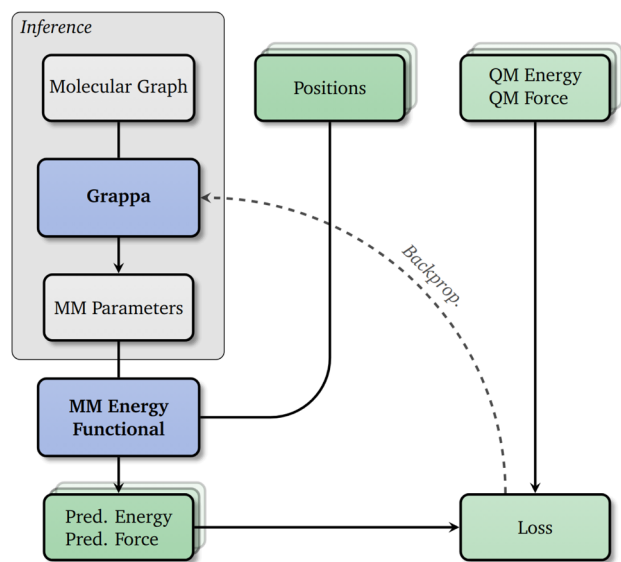 Inference
Molecular Graph
Positions
QM Energy
QM Force
Grappa
Backprop.
MM Parameters
MM Energy
Functional
Pred. Energy
Pred. Force
Loss